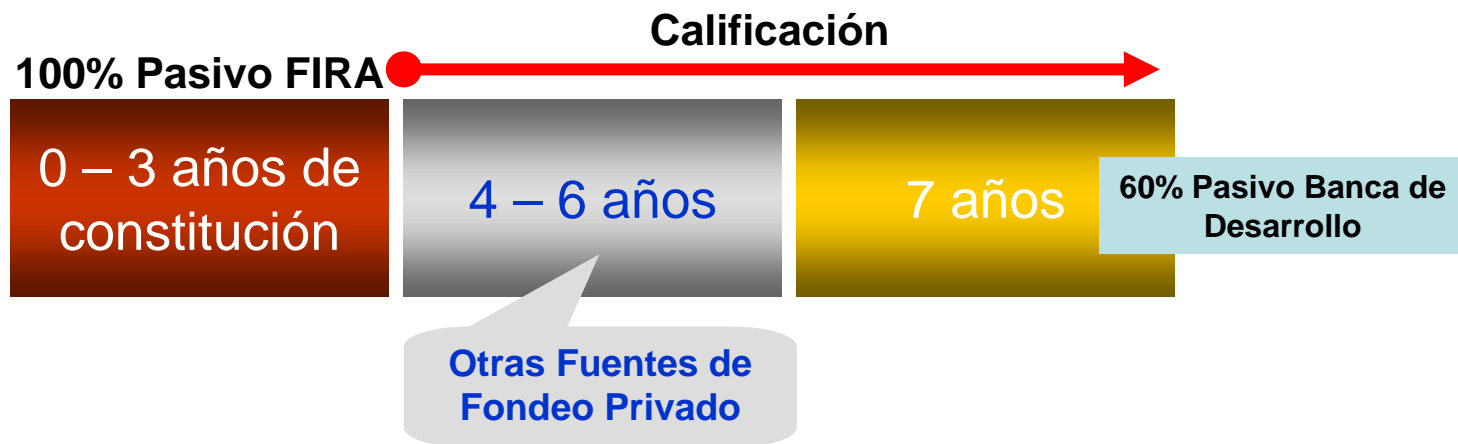 Calificación
100% Pasivo FIRA
0 – 3 años de
constitución
4 – 6 años
7 años
60% Pasivo Banca de
Desarrollo
Otras Fuentes de
Fondeo Privado